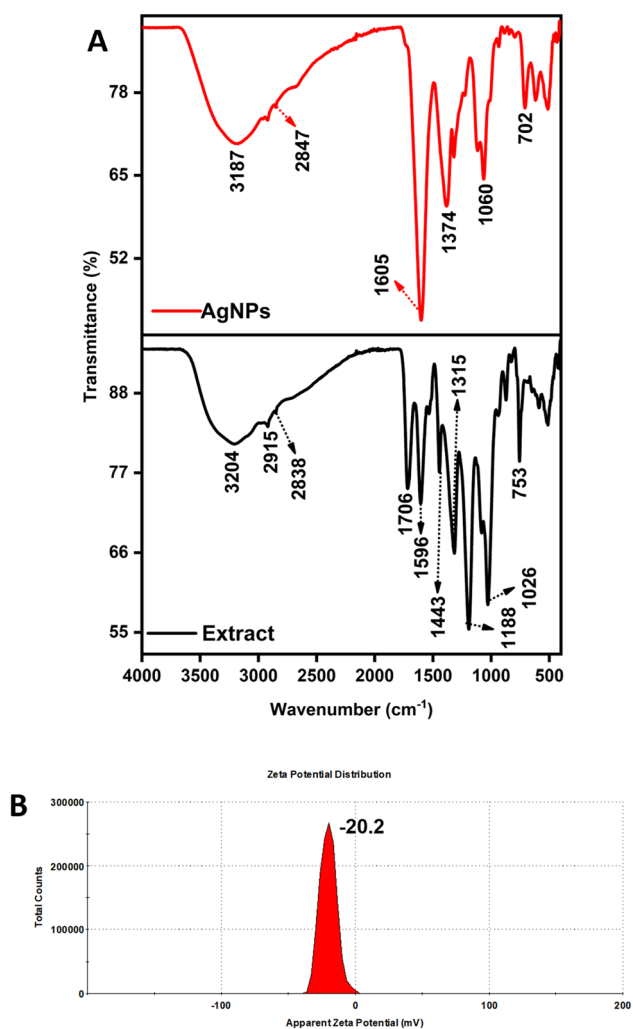 A
78
65
52
Transmittance (%)
3187
2847
1605
1374
1060
702
AgNPs
88
77
66
55
3204
2915
2838
1706
1596
1443
1315
1188
1026
753
Extract
4000 3500 3000 2500 2000 1500 1000 500
Wavenumber (cm⁻¹)
B
Zeta Potential Distribution
-20.2
300000
200000
100000
0
Total Counts
-100 0 100 200
Apparent Zeta Potential (mV)